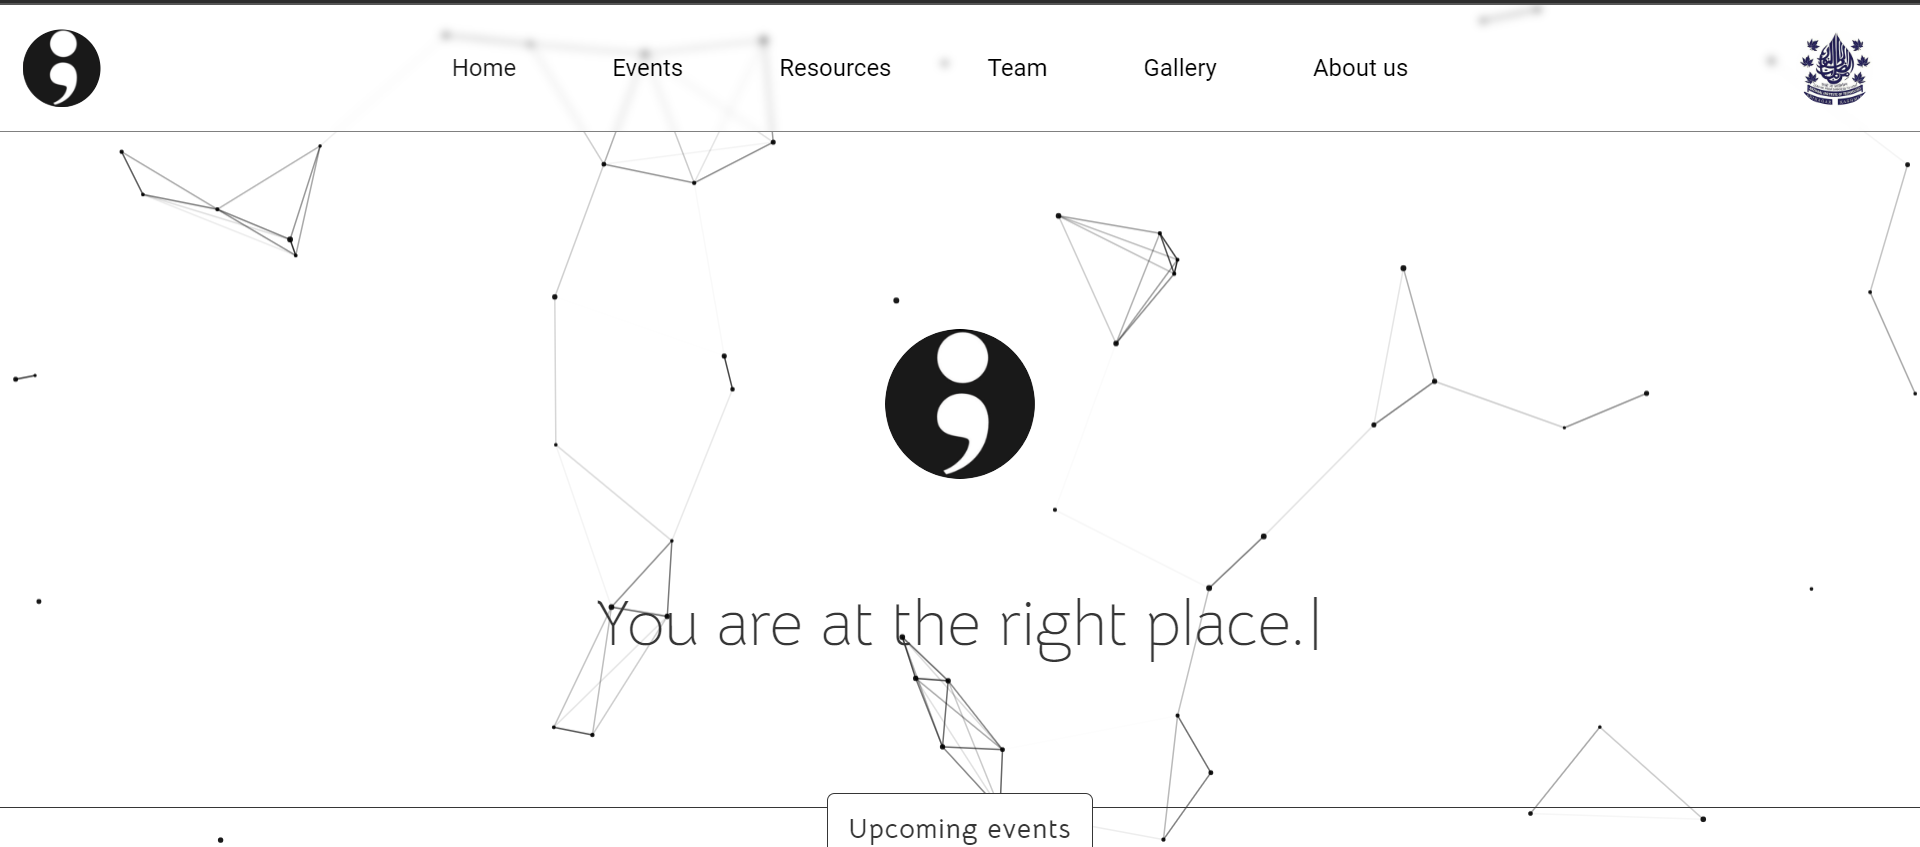 Home Events Resources Team Gallery About us
You are at the right place.|
Upcoming events